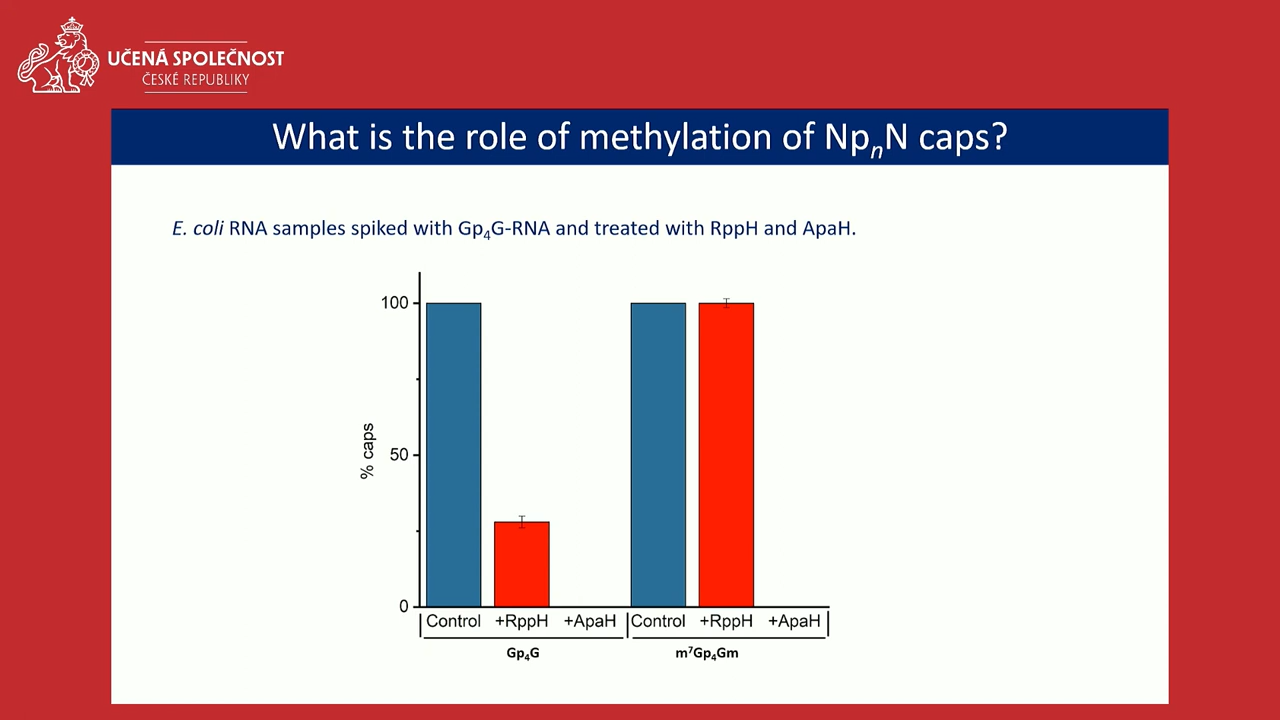 UČENÁ SPOLEČNOST
ČESKÉ REPUBLIKY
What is the role of methylation of NpₙN caps?
E. coli RNA samples spiked with Gp₄G-RNA and treated with RppH and ApaH.
100
50
0
% caps
Control +RppH +ApaH Control +RppH +ApaH
Gp₄G m⁷Gp₄Gm